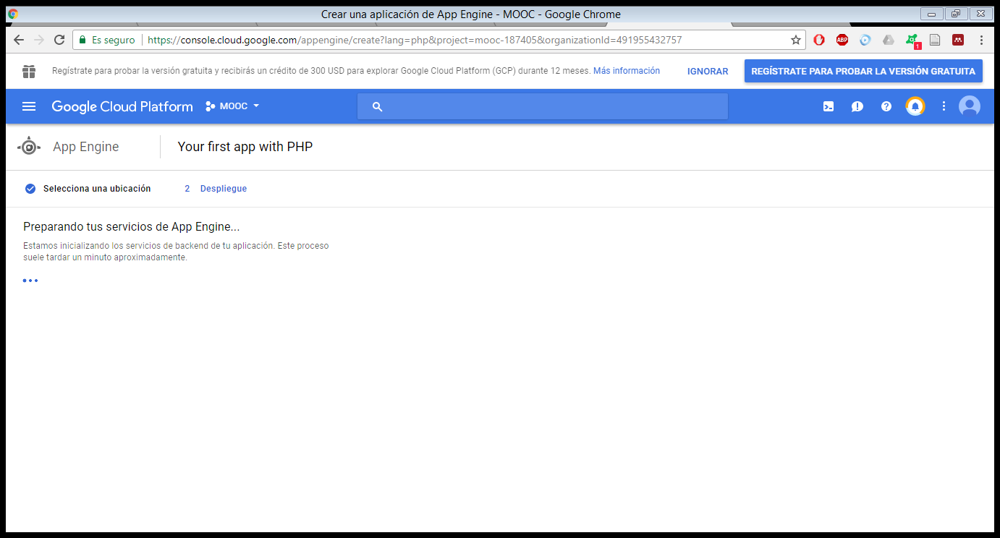 Crear una aplicación de App Engine - MOOC - Google Chrome
Es seguro https://console.cloud.google.com/appengine/create?lang=php&project=mooc-187405&organizationId=491955432757
ABP
1
Regístrate para probar la versión gratuita y recibirás un crédito de 300 USD para explorar Google Cloud Platform (GCP) durante 12 meses. Más información IGNORAR REGÍSTRATE PARA PROBAR LA VERSIÓN GRATUITA
Google Cloud Platform MOOC
App Engine Your first app with PHP
Selecciona una ubicación 2 Despliegue
Preparando tus servicios de App Engine...
Estamos inicializando los servicios de backend de tu aplicación. Este proceso
suele tardar un minuto aproximadamente.